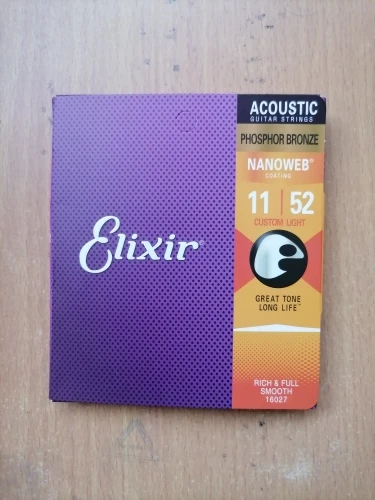 ACOUSTIC
GUITAR STRINGS
PHOSPHOR BRONZE
NANOWEB®
COATING
11 | 52
CUSTOM LIGHT
Elixir®
GREAT TONE
LONG LIFE™
RICH & FULL
SMOOTH
16027